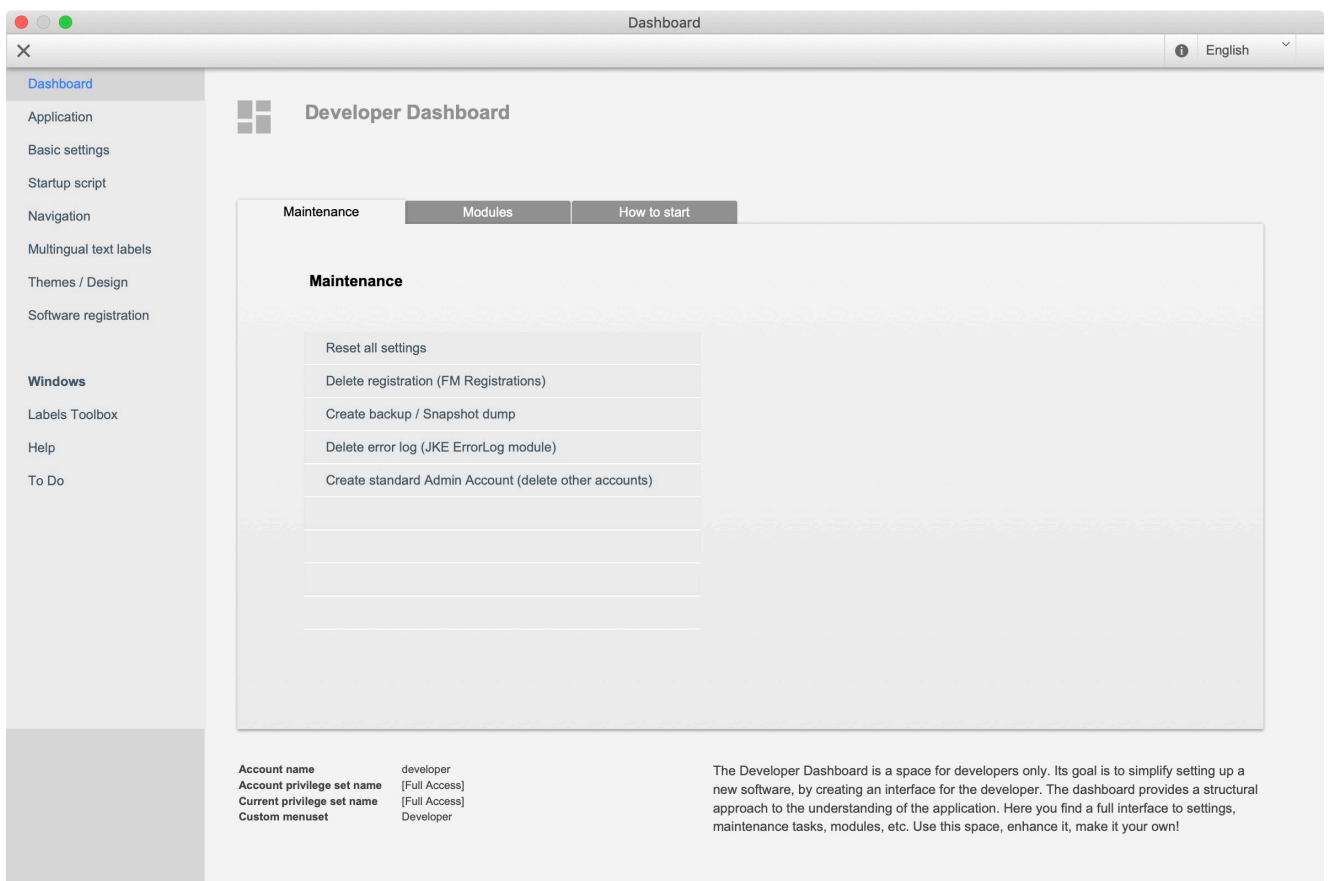 Dashboard
English
Dashboard
Application
Basic settings
Startup script
Navigation
Multingual text labels
Themes / Design
Software registration
Windows
Labels Toolbox
Help
To Do
Developer Dashboard
Maintenance
Modules
How to start
Maintenance
Reset all settings
Delete registration (FM Registrations)
Create backup / Snapshot dump
Delete error log (JKE ErrorLog module)
Create standard Admin Account (delete other accounts)
Account name developer
Account privilege set name [Full Access]
Current privilege set name [Full Access]
Custom menuset Developer
The Developer Dashboard is a space for developers only. Its goal is to simplify setting up a
new software, by creating an interface for the developer. The dashboard provides a structural
approach to the understanding of the application. Here you find a full interface to settings,
maintenance tasks, modules, etc. Use this space, enhance it, make it your own!